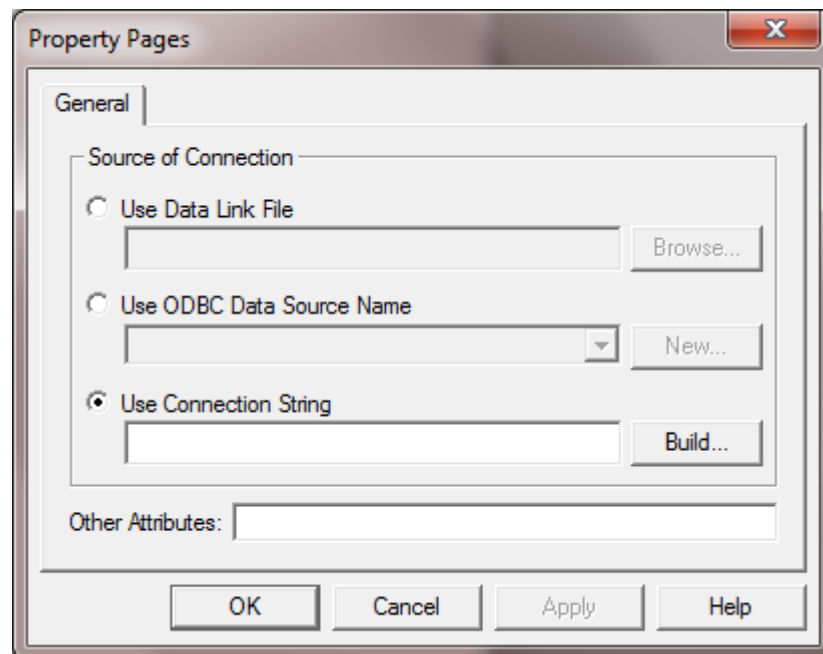 Property Pages
General
Source of Connection
Use Data Link File
Browse...
Use ODBC Data Source Name
New...
Use Connection String
Build...
Other Attributes:
OK Cancel Apply Help